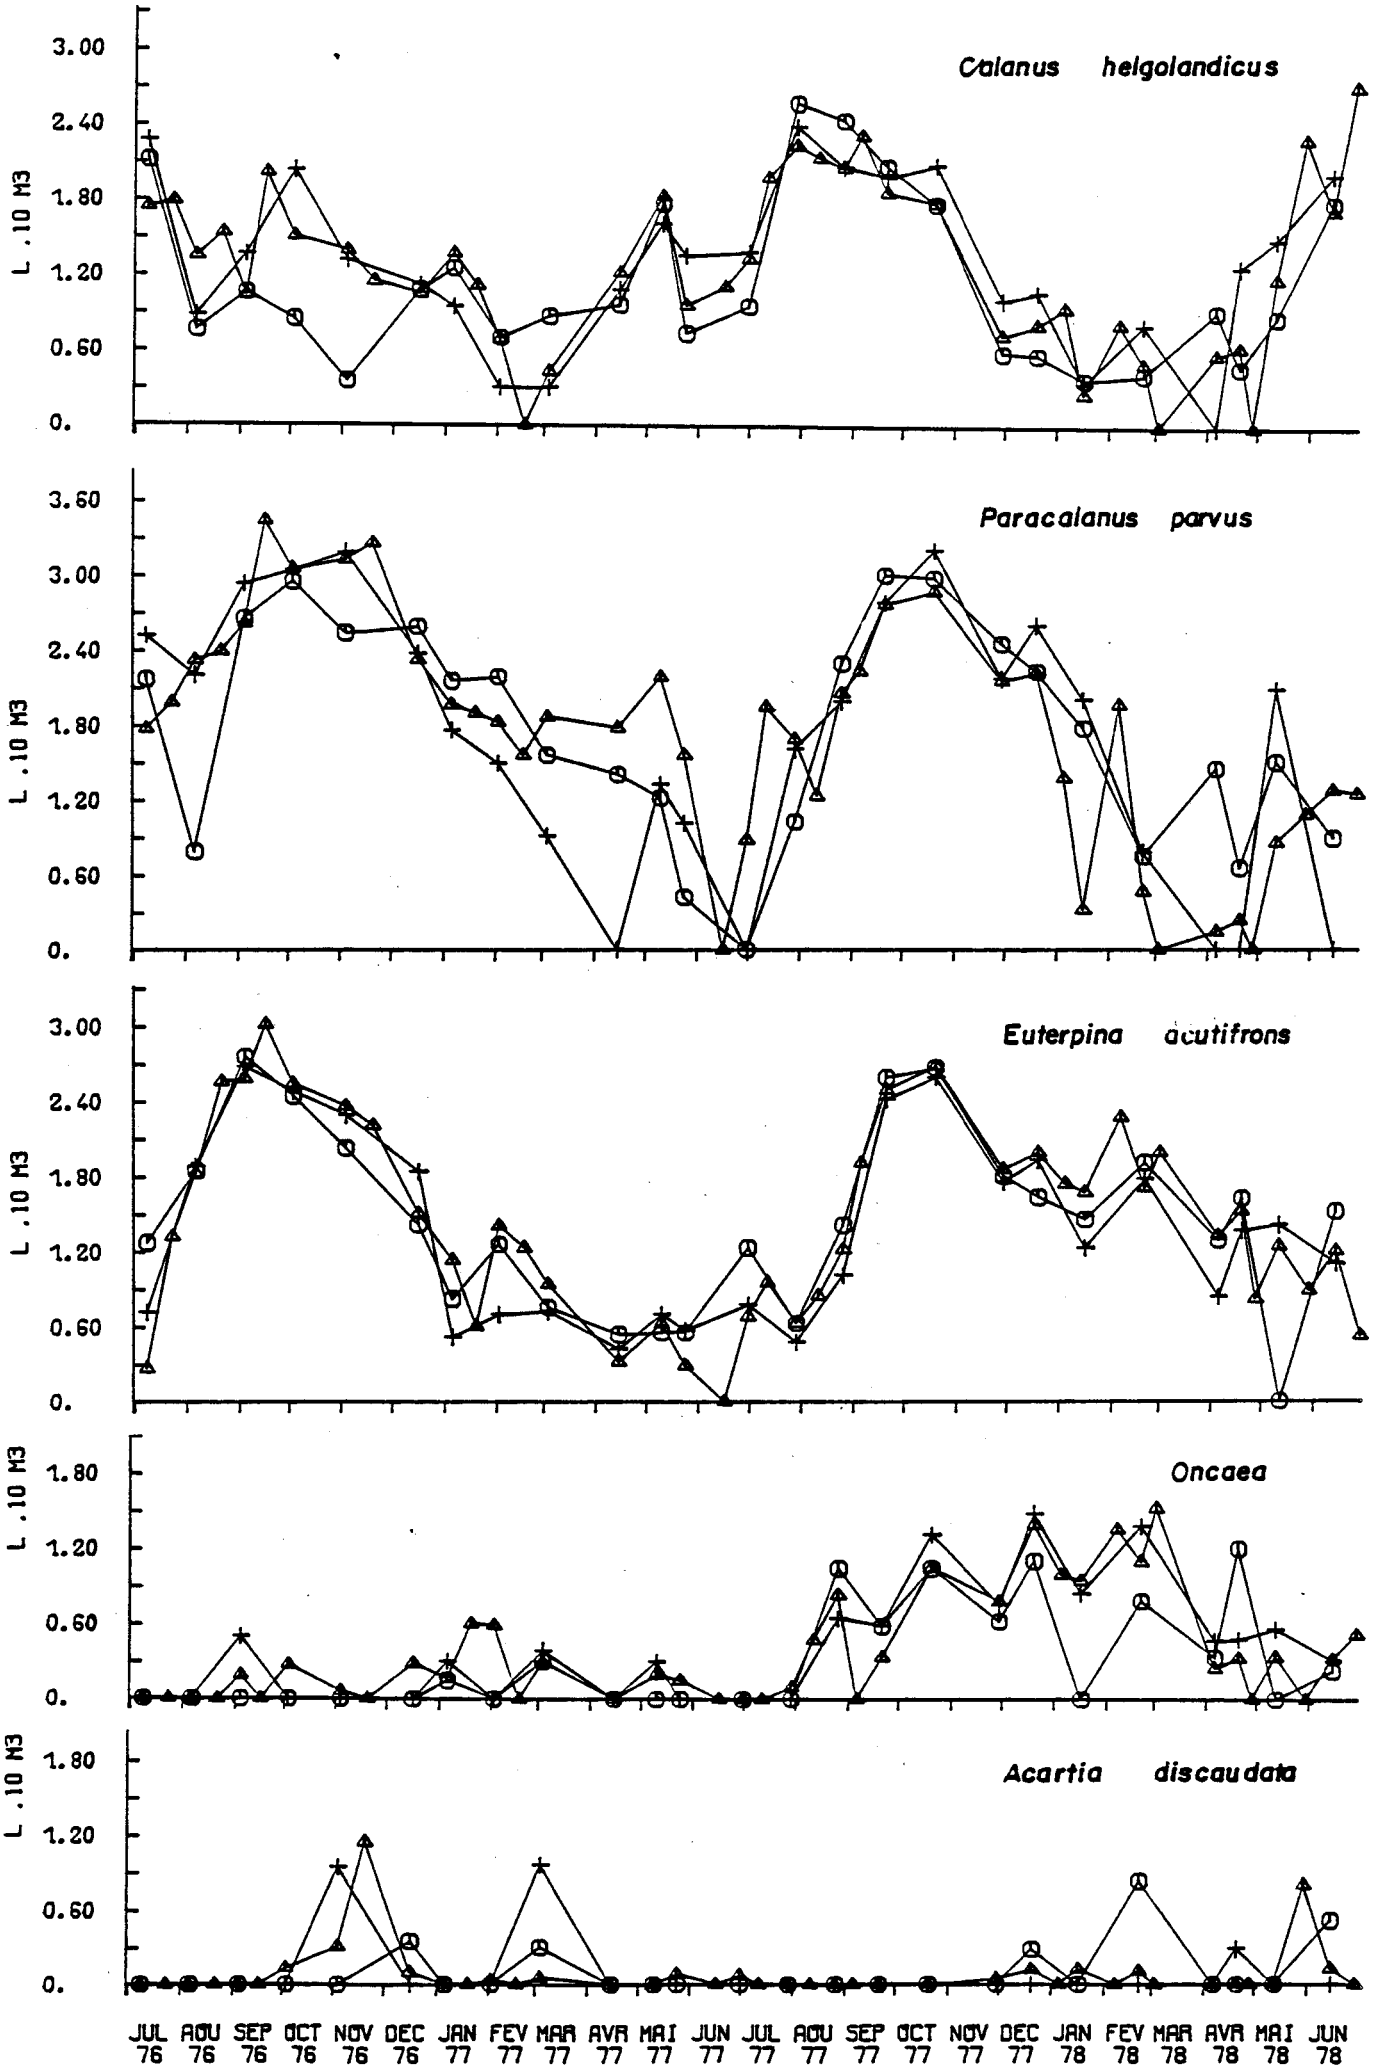 Calanus helgolandicus
3.00
2.40
1.80
1.20
0.60
0.
L .10 M3
Paracalanus parvus
3.60
3.00
2.40
1.80
1.20
0.60
0.
L .10 M3
Euterpina acutifrons
3.00
2.40
1.80
1.20
0.60
0.
L .10 M3
Oncaea
1.80
1.20
0.60
0.
L .10 M3
Acartia discaudata
1.80
1.20
0.60
0.
L .10 M3
JUL AOU SEP OCT NOV DEC JAN FEV MAR AVR MAI JUN JUL AOU SEP OCT NOV DEC JAN FEV MAR AVR MAI JUN
76 76 76 76 76 76 77 77 77 77 77 77 77 77 77 77 77 77 78 78 78 78 78 78